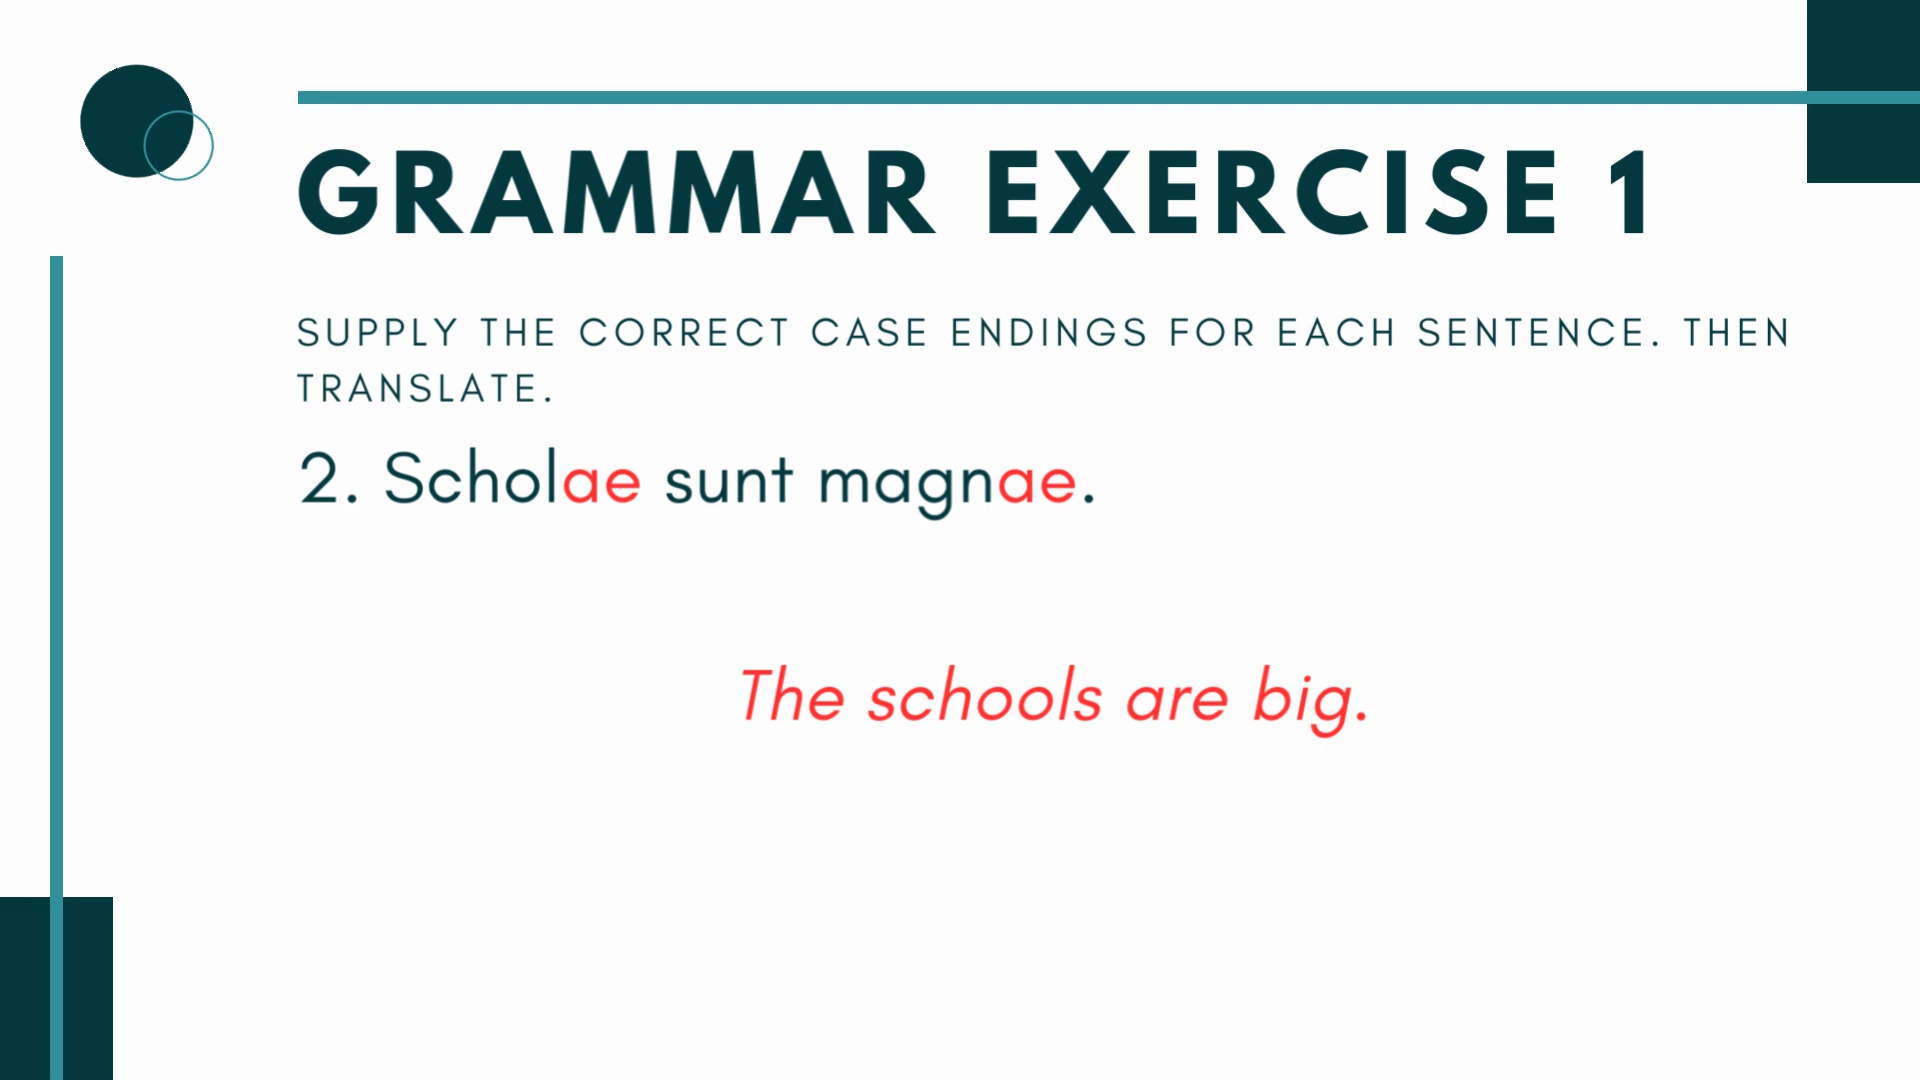 GRAMMAR EXERCISE 1
SUPPLY THE CORRECT CASE ENDINGS FOR EACH SENTENCE. THEN
TRANSLATE.
2. Scholae sunt magnae.
The schools are big.